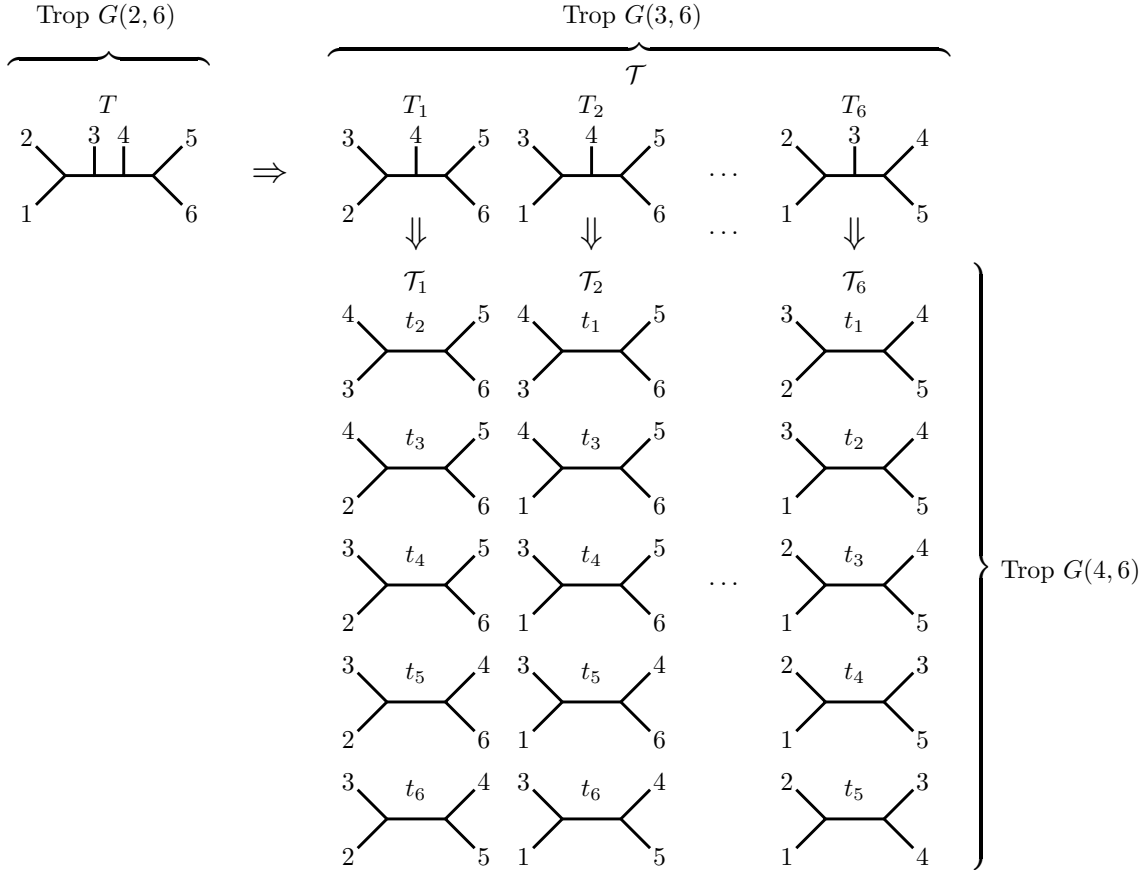 Trop G(2, 6) Trop G(3, 6)
𝒯
T T₁ T₂ T₆
2 3 4 5 3 4 5 3 4 5 2 3 4
⇒ ...
1 6 2 6 1 6 1 5
⇓ ⇓ ... ⇓
𝒯₁ 𝒯₂ 𝒯₆
4 t₂ 5 4 t₁ 5 3 t₁ 4
3 6 3 6 2 5
4 t₃ 5 4 t₃ 5 3 t₂ 4
2 6 1 6 1 5
3 t₄ 5 3 t₄ 5 2 t₃ 4
... Trop G(4, 6)
2 6 1 6 1 5
3 t₅ 4 3 t₅ 4 2 t₄ 3
2 6 1 6 1 5
3 t₆ 4 3 t₆ 4 2 t₅ 3
2 5 1 5 1 4